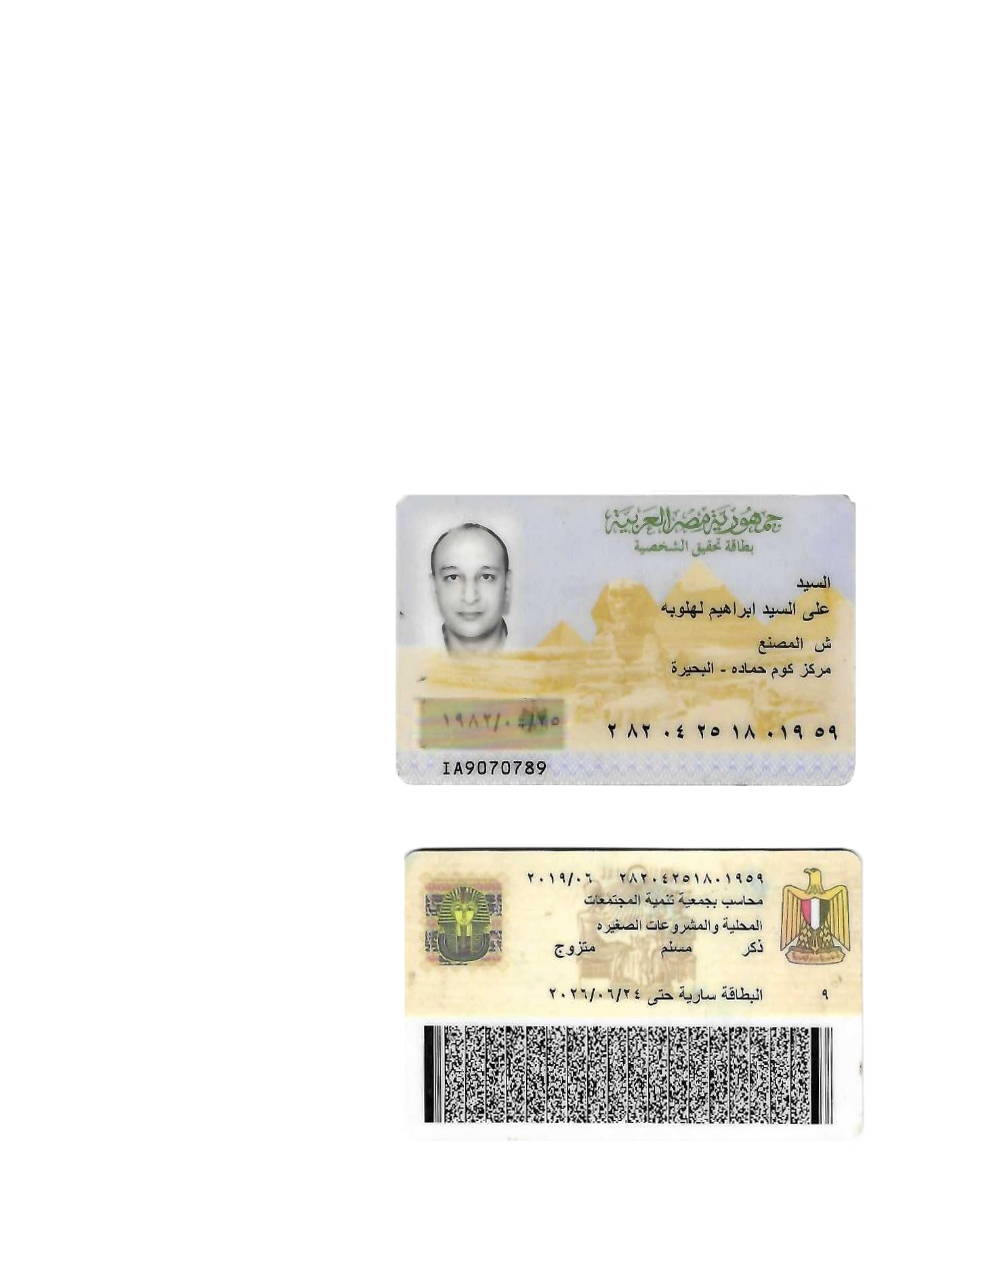 جمهورية مصر العربية
بطاقة تحقيق الشخصية
السيد
على السيد ابراهيم لهلوبه
ش المصنع
مركز كوم حماده - البحيرة
١٩٨٢/٠٤/٢٥
٢ ٨٢ ٠٤ ٢٥ ١٨ ٠١٩ ٥٩
IA9070789
٢٨٢٠٤٢٥١٨٠١٩٥٩ ٢٠١٩/٠٦
محاسب بجمعية تنمية المجتمعات
المحلية والمشروعات الصغيره
ذكر مسلم متزوج
٩ البطاقة سارية حتى ٢٠٢٦/٠٦/٢٤